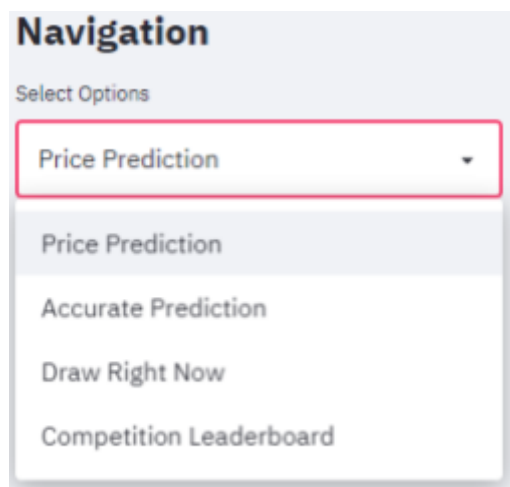 Navigation
Select Options
Price Prediction
Price Prediction
Accurate Prediction
Draw Right Now
Competition Leaderboard